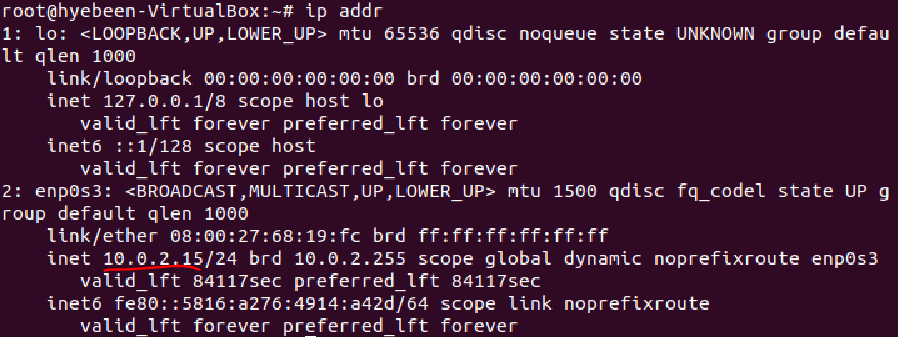 root@hyebeen-VirtualBox:~# ip addr
1: lo: <LOOPBACK,UP,LOWER_UP> mtu 65536 qdisc noqueue state UNKNOWN group defau
lt qlen 1000
    link/loopback 00:00:00:00:00:00 brd 00:00:00:00:00:00
    inet 127.0.0.1/8 scope host lo
       valid_lft forever preferred_lft forever
    inet6 ::1/128 scope host
       valid_lft forever preferred_lft forever
2: enp0s3: <BROADCAST,MULTICAST,UP,LOWER_UP> mtu 1500 qdisc fq_codel state UP g
roup default qlen 1000
    link/ether 08:00:27:68:19:fc brd ff:ff:ff:ff:ff:ff
    inet 10.0.2.15/24 brd 10.0.2.255 scope global dynamic noprefixroute enp0s3
       valid_lft 84117sec preferred_lft 84117sec
    inet6 fe80::5816:a276:4914:a42d/64 scope link noprefixroute
       valid_lft forever preferred_lft forever